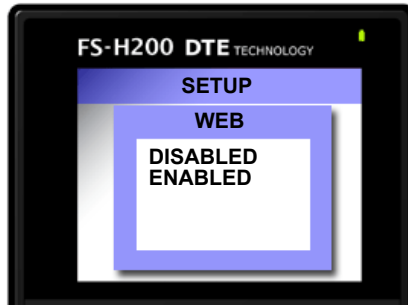 FS-H200 DTE TECHNOLOGY
SETUP
WEB
DISABLED
ENABLED